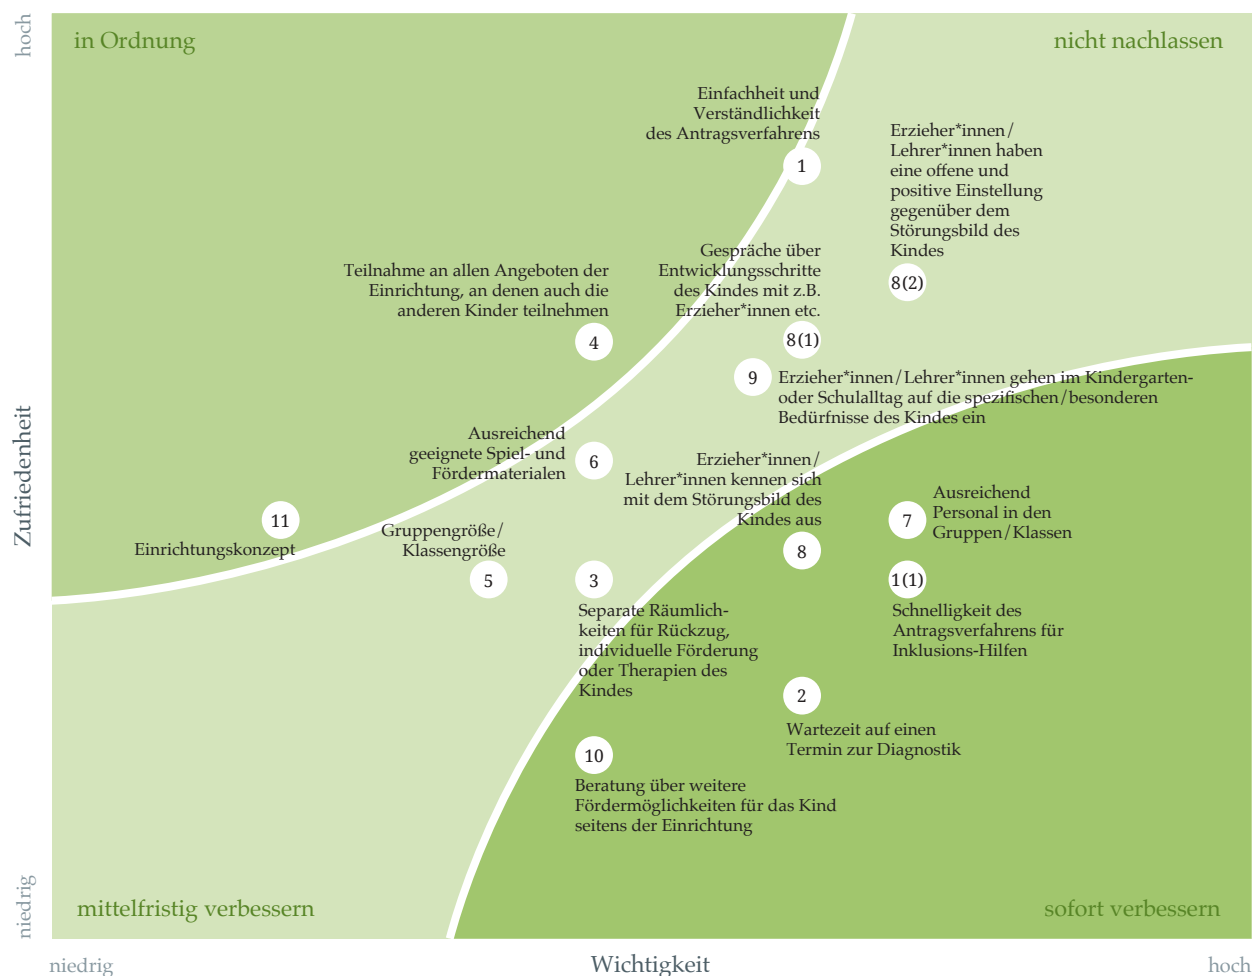 hoch
in Ordnung
nicht nachlassen
Einfachheit und
Verständlichkeit
des Antragsverfahrens
1
Erzieher*innen/
Lehrer*innen haben
eine offene und
positive Einstellung
gegenüber dem
Störungsbild des
Kindes
8(2)
Gespräche über
Entwicklungsschritte
des Kindes mit z.B.
Erzieher*innen etc.
8(1)
Teilnahme an allen Angeboten der
Einrichtung, an denen auch die
anderen Kinder teilnehmen
4
9
Erzieher*innen/Lehrer*innen gehen im Kindergarten-
oder Schulalltag auf die spezifischen/besonderen
Bedürfnisse des Kindes ein
Zufriedenheit
Ausreichend
geeignete Spiel- und
Fördermaterialen
6
Erzieher*innen/
Lehrer*innen kennen sich
mit dem Störungsbild des
Kindes aus
8
7
Ausreichend
Personal in den
Gruppen/Klassen
11
Einrichtungskonzept
Gruppengröße/
Klassengröße
5
3
Separate Räumlich-
keiten für Rückzug,
individuelle Förderung
oder Therapien des
Kindes
1(1)
Schnelligkeit des
Antragsverfahrens für
Inklusions-Hilfen
2
Wartezeit auf einen
Termin zur Diagnostik
10
Beratung über weitere
Fördermöglichkeiten für das Kind
seitens der Einrichtung
niedrig
mittelfristig verbessern
sofort verbessern
niedrig
Wichtigkeit
hoch